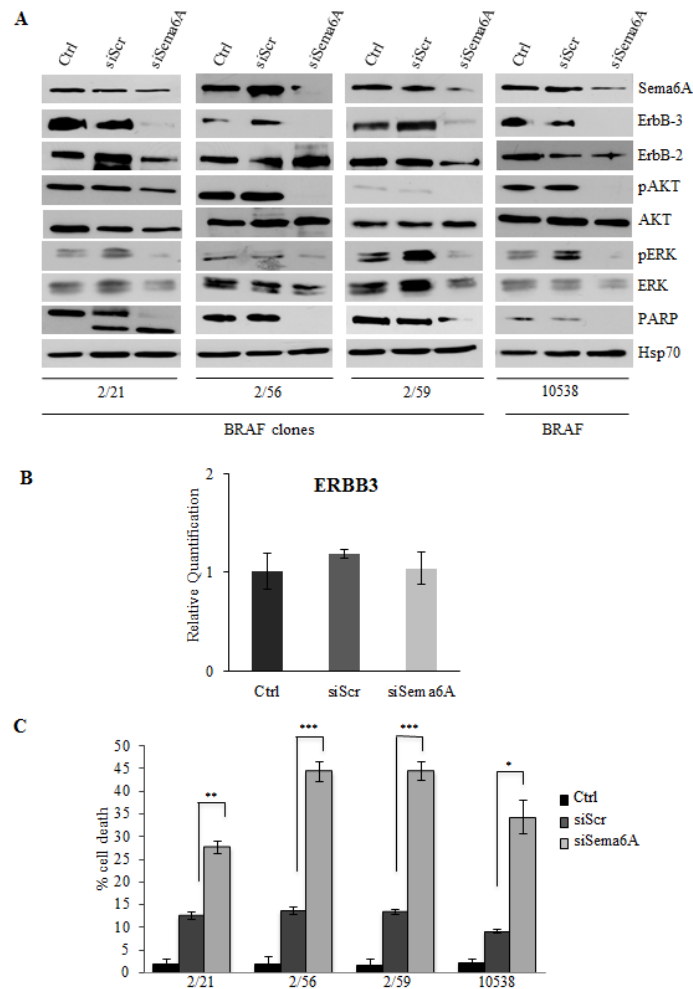 A
Ctrl siScr siSema6A Ctrl siScr siSema6A Ctrl siScr siSema6A Ctrl siScr siSema6A
Sema6A
ErbB-3
ErbB-2
pAKT
AKT
pERK
ERK
PARP
Hsp70
2/21 2/56 2/59 10538
BRAF clones BRAF
B
ERBB3
Relative Quantification
2
1
0
Ctrl siScr siSema6A
C
% cell death
50
45
40
35
30
25
20
15
10
5
0
** *** *** *
Ctrl
siScr
siSema6A
2/21 2/56 2/59 10538